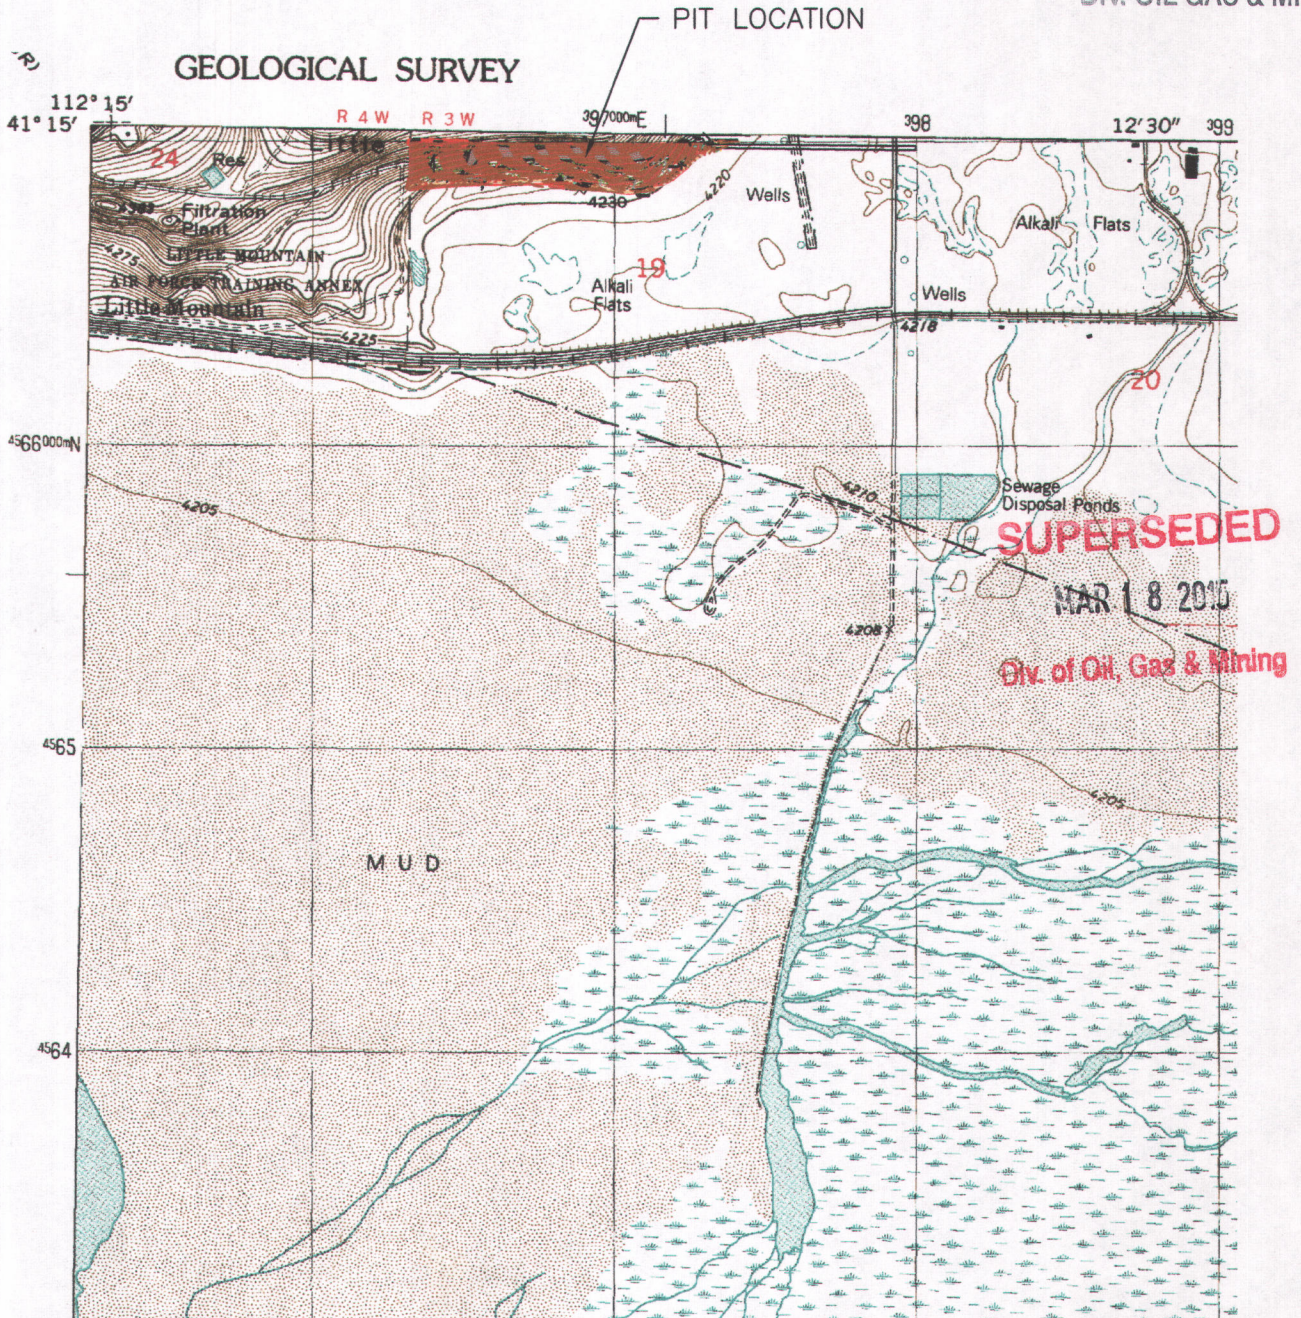 PIT LOCATION
GEOLOGICAL SURVEY
112°15'
41°15'
R 4 W R 3 W
397000mE
398
12'30"
399
24
Res
Little
Filtration
Plant
4275
LITTLE MOUNTAIN
AIR FORCE TRAINING ANNEX
Little Mountain
4225
4230
4220
Wells
Alkali Flats
19
Alkali
Flats
Wells
4218
20
4566000mN
4205
4210
Sewage
Disposal Ponds
SUPERSEDED
MAR 18 2015
4208
Div. of Oil, Gas & Mining
4565
4205
MUD
4564